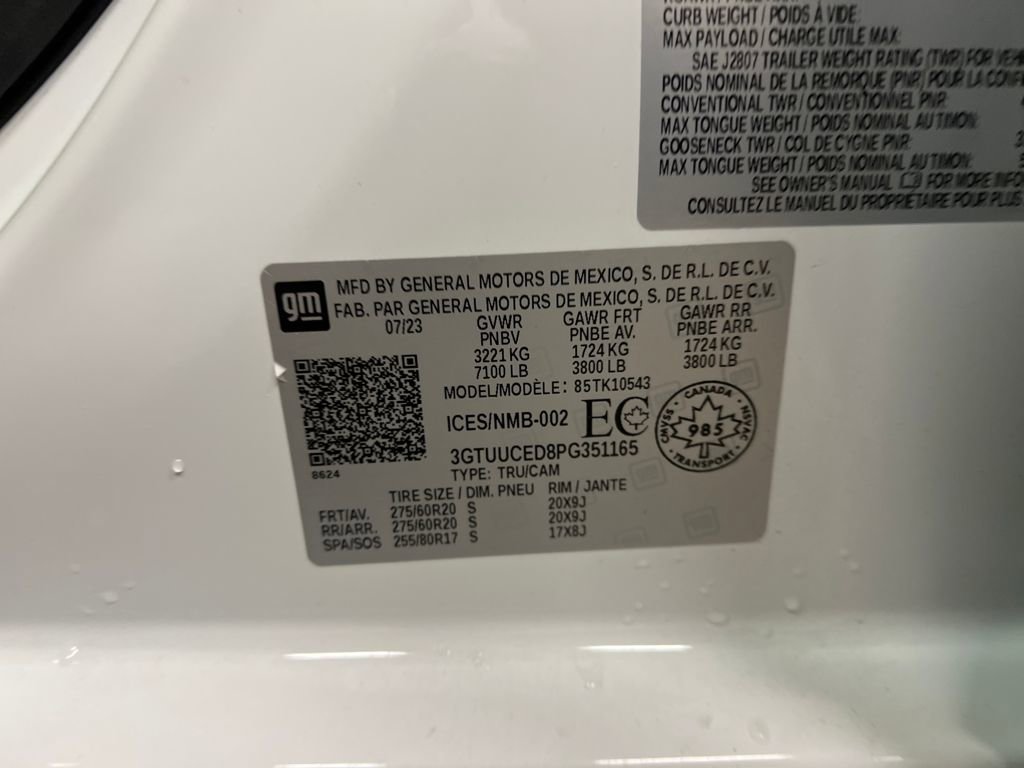 CURB WEIGHT / POIDS À VIDE
MAX PAYLOAD / CHARGE UTILE MAX:
SAE J2807 TRAILER WEIGHT RATING (TWR) FOR
POIDS NOMINAL DE LA REMORQUE (PNR) POUR LA
CONVENTIONAL TWR / CONVENTIONNEL PNR
MAX TONGUE WEIGHT / POIDS NOMINAL AU TIMON:
GOOSENECK TWR / COL DE CYGNE PNR:
MAX TONGUE WEIGHT / POIDS NOMINAL AU TIMON:
SEE OWNER'S MANUAL FOR MORE
CONSULTEZ LE MANUEL DU PROPRIÉTAIRE POUR PLUS
gm
MFD BY GENERAL MOTORS DE MEXICO, S. DE R.L. DE C.V.
FAB. PAR GENERAL MOTORS DE MEXICO, S. DE R.L. DE C.V.
07/23 GVWR GAWR FRT GAWR RR
PNBV PNBE AV. PNBE ARR.
3221 KG 1724 KG 1724 KG
7100 LB 3800 LB 3800 LB
MODEL/MODÈLE: 85TK10543
ICES/NMB-002 EC
CANADA
CMVSS 985 NSVAC
TRANSPORT
3GTUUCED8PG351165
8624 TYPE: TRU/CAM
TIRE SIZE / DIM. PNEU RIM / JANTE
FRT/AV. 275/60R20 S 20X9J
RR/ARR. 275/60R20 S 20X9J
SPA/SOS 255/80R17 S 17X8J